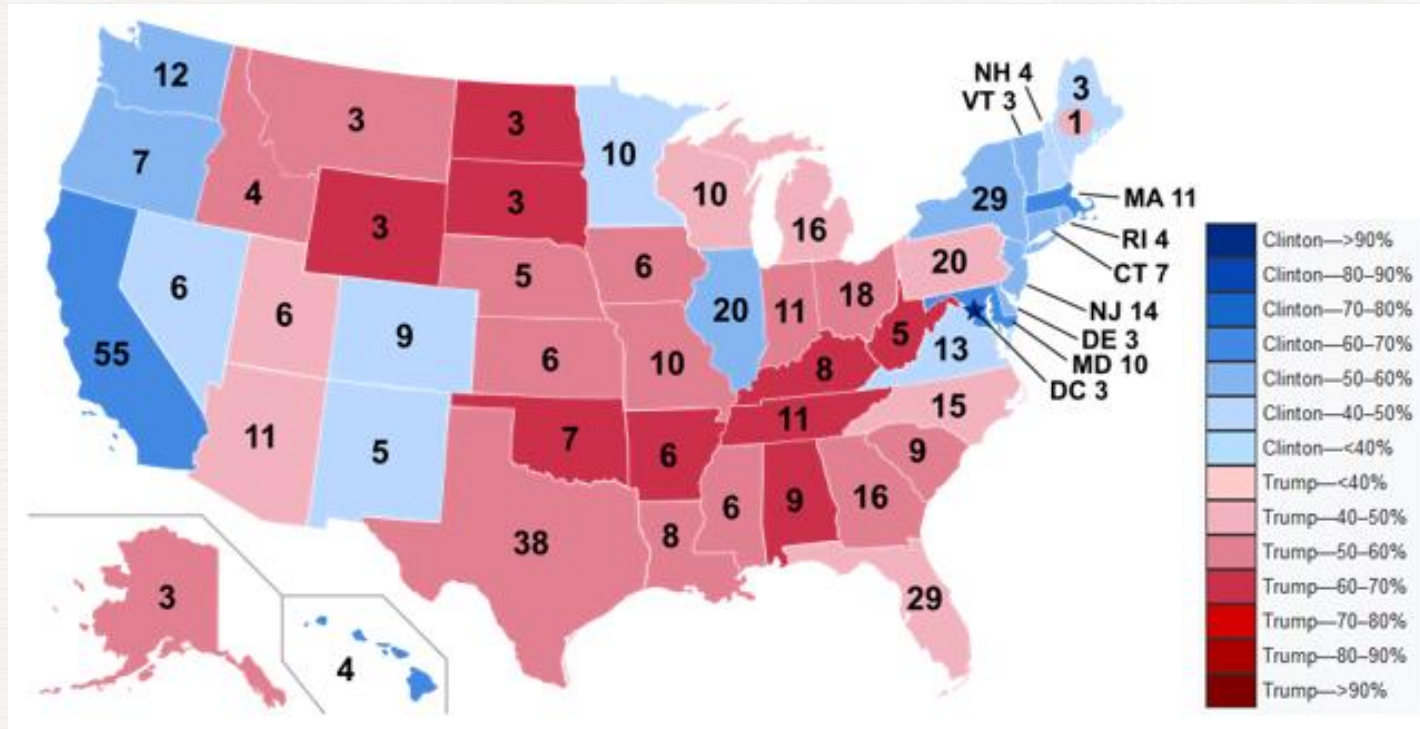 12
7
55
6
3
4
3
6
11
9
5
3
3
5
6
7
38
10
6
10
6
8
10
20
16
11
18
8
11
6
9
16
9
15
29
5
13
20
29
3
1
NH 4
VT 3
MA 11
RI 4
CT 7
NJ 14
DE 3
MD 10
DC 3
3
4
Clinton—>90%
Clinton—80–90%
Clinton—70–80%
Clinton—60–70%
Clinton—50–60%
Clinton—40–50%
Clinton—<40%
Trump—<40%
Trump—40–50%
Trump—50–60%
Trump—60–70%
Trump—70–80%
Trump—80–90%
Trump—>90%